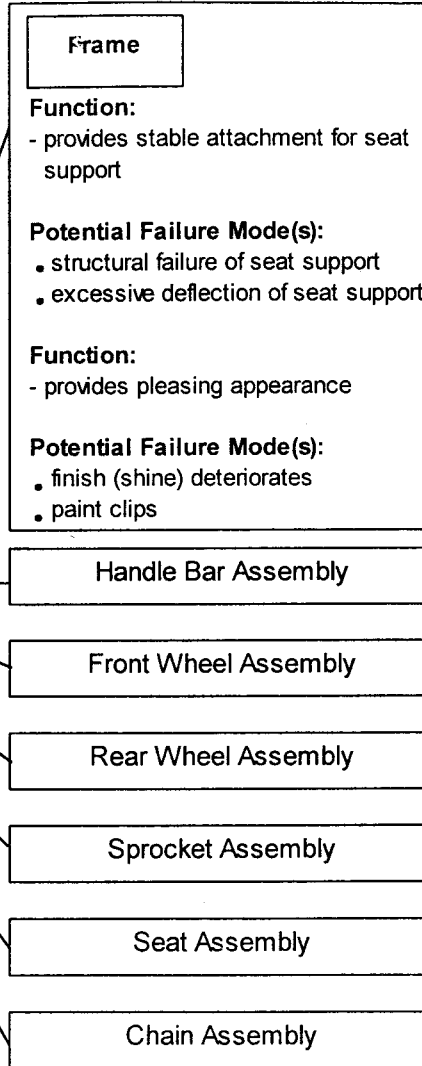 Frame
Function:
- provides stable attachment for seat
support
Potential Failure Mode(s):
• structural failure of seat support
• excessive deflection of seat support
Function:
- provides pleasing appearance
Potential Failure Mode(s):
• finish (shine) deteriorates
• paint clips
Handle Bar Assembly
Front Wheel Assembly
Rear Wheel Assembly
Sprocket Assembly
Seat Assembly
Chain Assembly